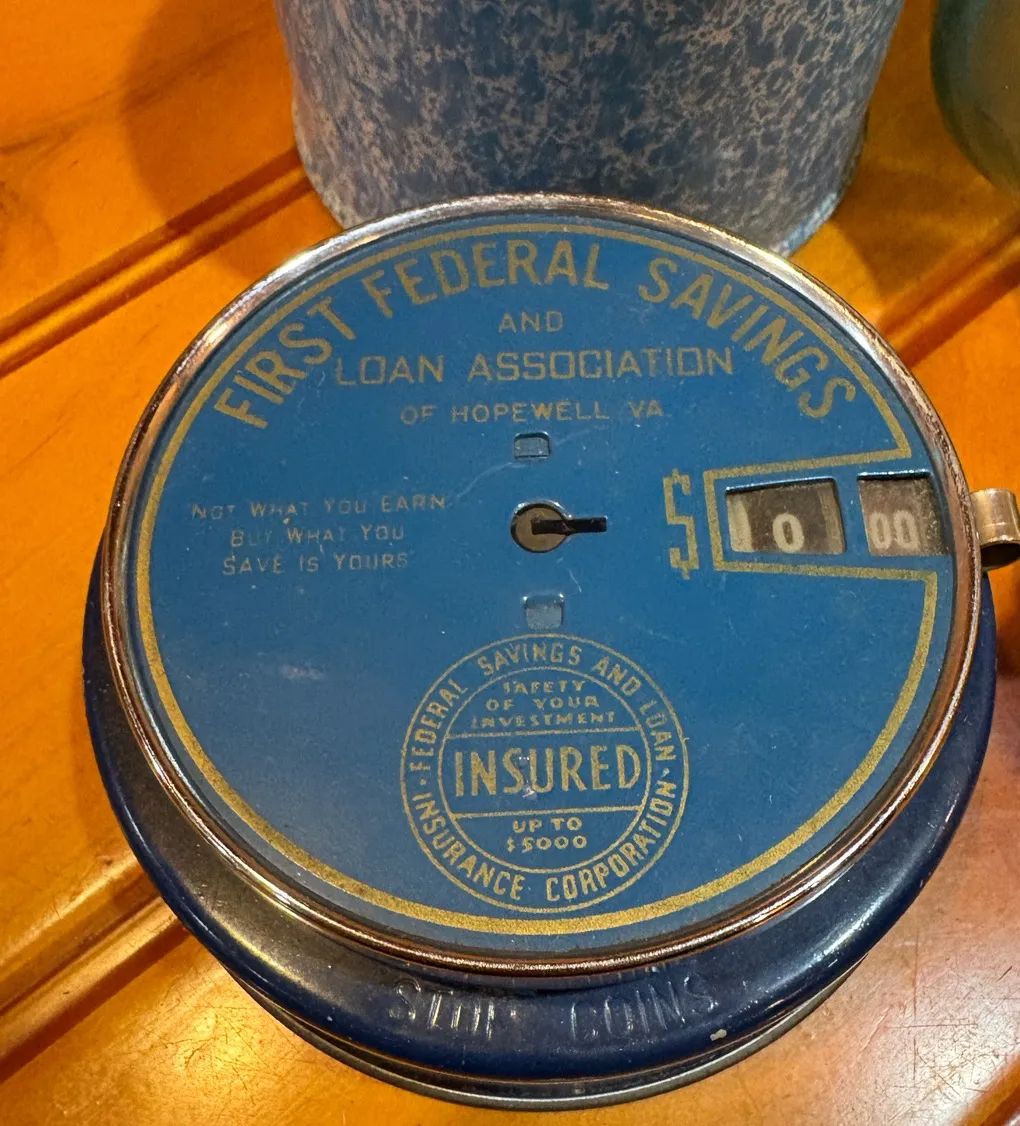 FIRST FEDERAL SAVINGS
AND
LOAN ASSOCIATION
OF HOPEWELL VA.
NOT WHAT YOU EARN
BUT WHAT YOU
SAVE IS YOURS
$ 0 00
FEDERAL SAVINGS AND LOAN
SAFETY
OF YOUR
INVESTMENT
INSURED
UP TO
$5000
INSURANCE CORPORATION
COINS